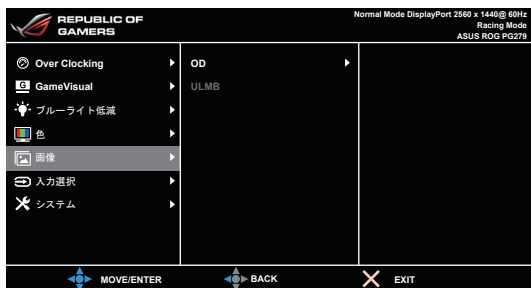 REPUBLIC OF
GAMERS
Normal Mode DisplayPort 2560 x 1440@ 60Hz
Racing Mode
ASUS ROG PG279
Over Clocking
GameVisual
ブルーライト低減
色
画像
入力選択
システム
OD
ULMB
MOVE/ENTER
BACK
EXIT